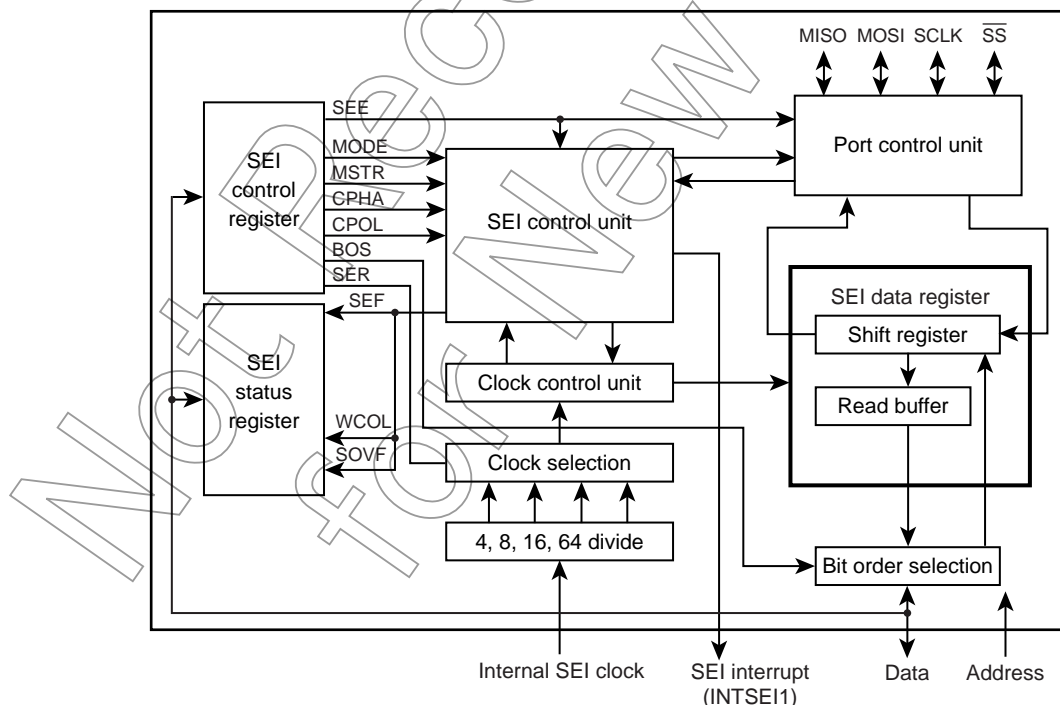 MISO MOSI SCLK SS
SEE
MODE
MSTR
CPHA
CPOL
BOS
SER
SEF
WCOL
SOVF
SEI
control
register
SEI
status
register
SEI control unit
Port control unit
SEI data register
Shift register
Read buffer
Clock control unit
Clock selection
4, 8, 16, 64 divide
Bit order selection
Internal SEI clock
SEI interrupt
(INTSEI1)
Data
Address
Not Rec
for New